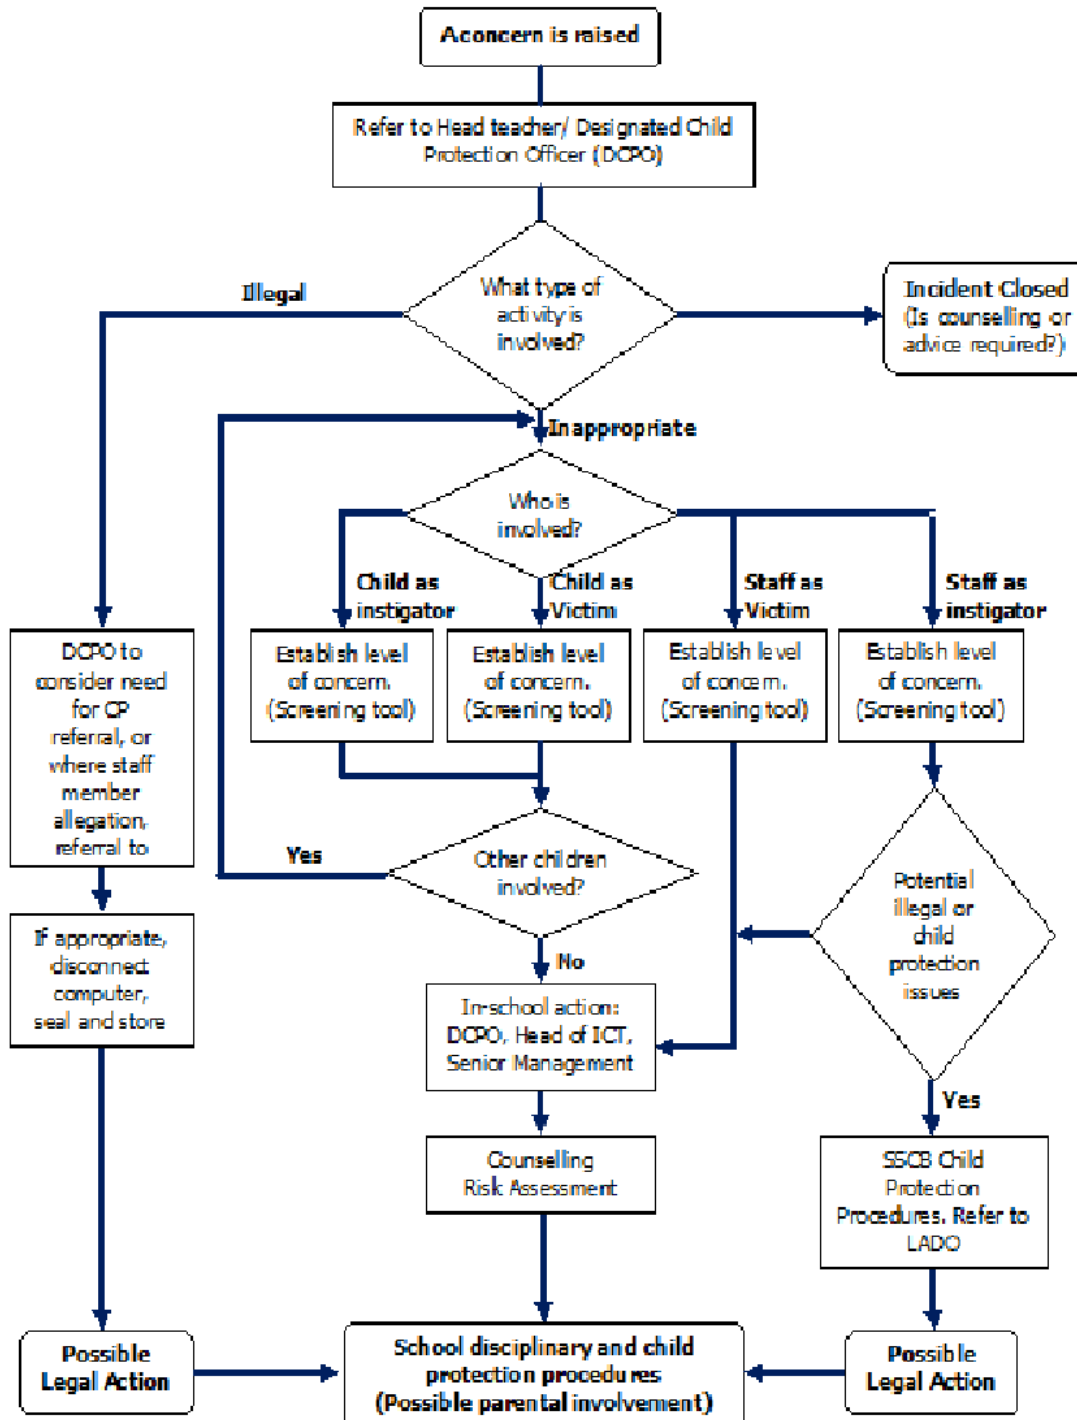 A concern is raised
Refer to Head teacher/ Designated Child
Protection Officer (DCPO)
What type of
activity is
involved?
Illegal
Incident Closed
(Is counselling or
advice required?)
Inappropriate
Who is
involved?
Child as
instigator
Child as
Victim
Staff as
Victim
Staff as
instigator
DCPO to
consider need
for CP
referral, or
where staff
member
allegation,
referral to
Establish level
of concern.
(Screening tool)
Establish level
of concern.
(Screening tool)
Establish level
of concern.
(Screening tool)
Establish level
of concern.
(Screening tool)
Yes
Other children
involved?
Potential
illegal or
child
protection
issues
If appropriate,
disconnect
computer,
seal and store
No
In-school action:
DCPO, Head of ICT,
Senior Management
Yes
Counselling
Risk Assessment
SSCB Child
Protection
Procedures. Refer to
LADO
Possible
Legal Action
School disciplinary and child
protection procedures
(Possible parental involvement)
Possible
Legal Action